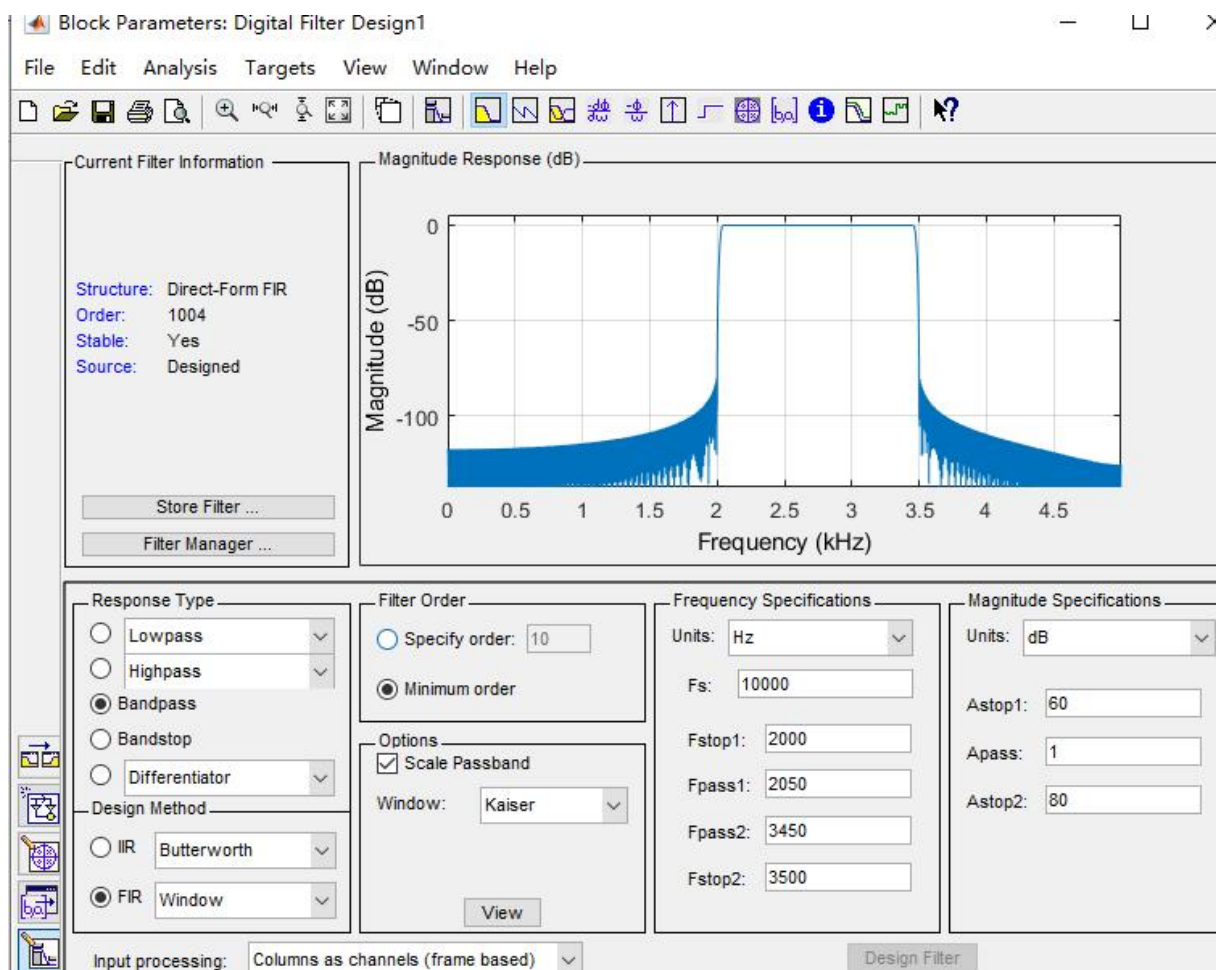 Block Parameters: Digital Filter Design1
File Edit Analysis Targets View Window Help
Current Filter Information
Structure: Direct-Form FIR
Order: 1004
Stable: Yes
Source: Designed
Store Filter ...
Filter Manager ...
Magnitude Response (dB)
Magnitude (dB)
0
-50
-100
0 0.5 1 1.5 2 2.5 3 3.5 4 4.5
Frequency (kHz)
Response Type
Lowpass
Highpass
Bandpass
Bandstop
Differentiator
Design Method
IIR Butterworth
FIR Window
Filter Order
Specify order: 10
Minimum order
Options
Scale Passband
Window: Kaiser
View
Frequency Specifications
Units: Hz
Fs: 10000
Fstop1: 2000
Fpass1: 2050
Fpass2: 3450
Fstop2: 3500
Magnitude Specifications
Units: dB
Astop1: 60
Apass: 1
Astop2: 80
Input processing: Columns as channels (frame based)
Design Filter